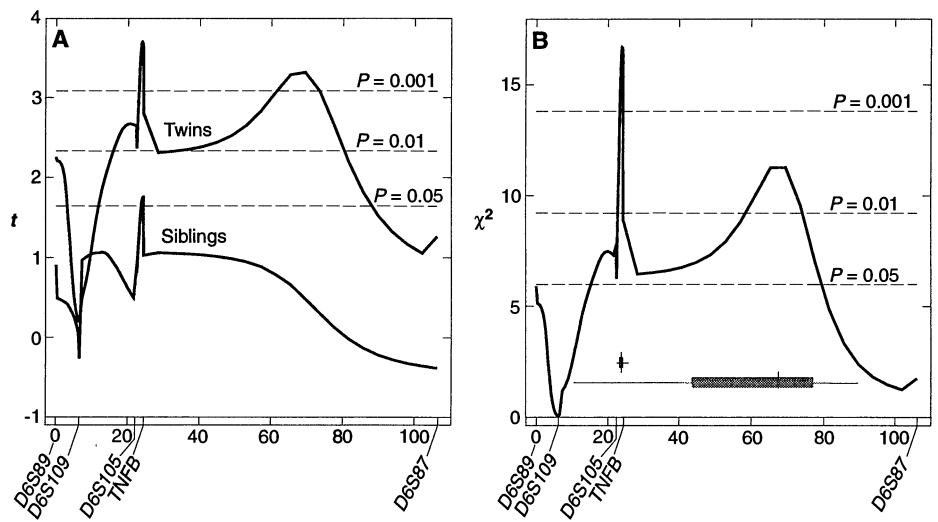 A
4
3
2
1
0
-1
t
P = 0.001
P = 0.01
P = 0.05
Twins
Siblings
0 20 40 60 80 100
D6S89
D6S109
D6S105
TNFB
D6S87
B
15
10
5
0
χ²
P = 0.001
P = 0.01
P = 0.05
0 20 40 60 80 100
D6S89
D6S109
D6S105
TNFB
D6S87